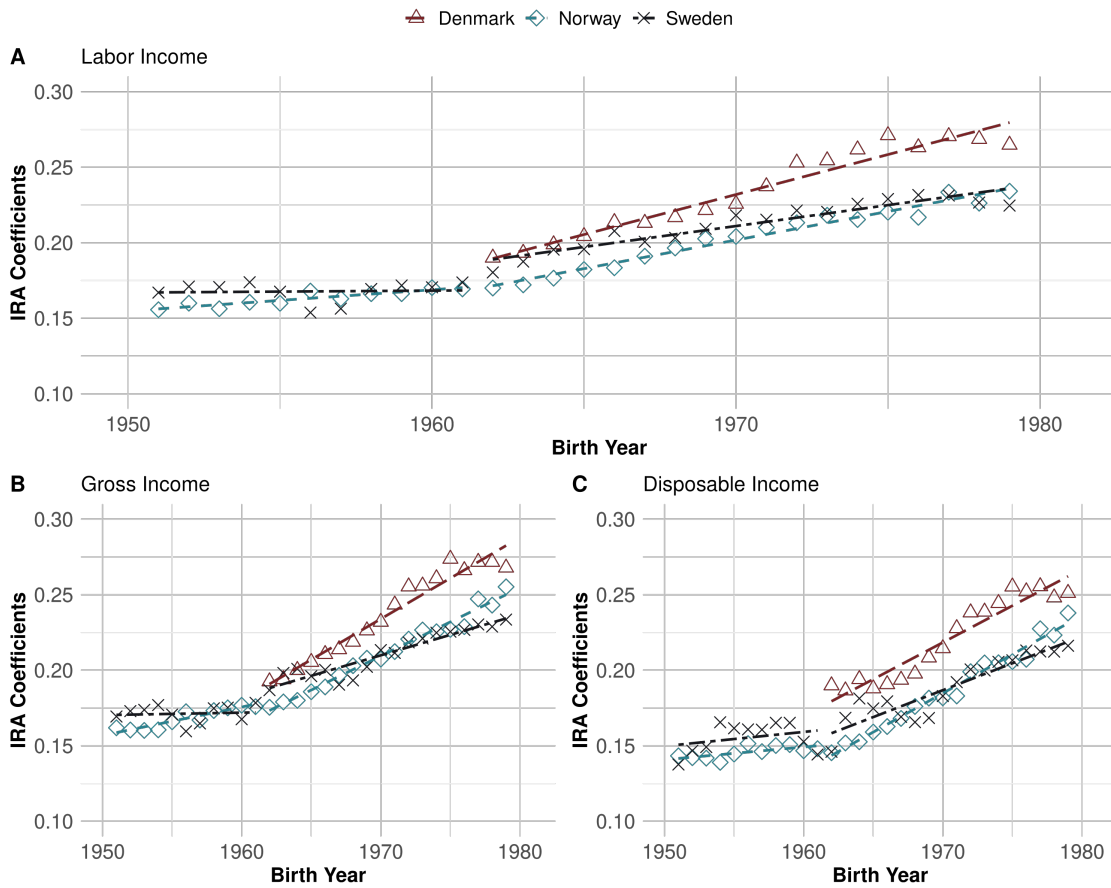 Denmark Norway Sweden
A Labor Income
0.30
0.25
0.20
0.15
0.10
IRA Coefficients
1950 1960 1970 1980
Birth Year
B Gross Income
0.30
0.25
0.20
0.15
0.10
IRA Coefficients
1950 1960 1970 1980
Birth Year
C Disposable Income
0.30
0.25
0.20
0.15
0.10
IRA Coefficients
1950 1960 1970 1980
Birth Year